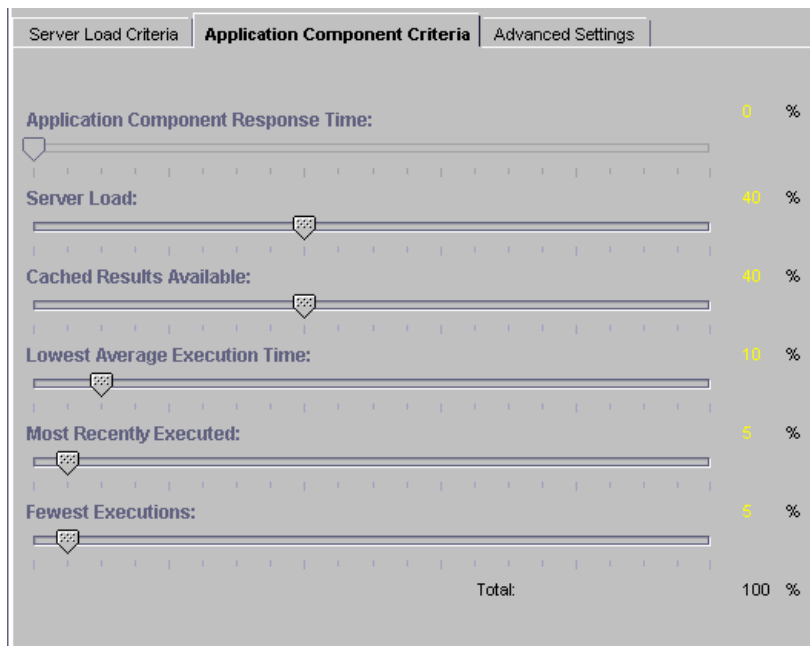 Server Load Criteria Application Component Criteria Advanced Settings
Application Component Response Time: 0 %
Server Load: 40 %
Cached Results Available: 40 %
Lowest Average Execution Time: 10 %
Most Recently Executed: 5 %
Fewest Executions: 5 %
Total: 100 %